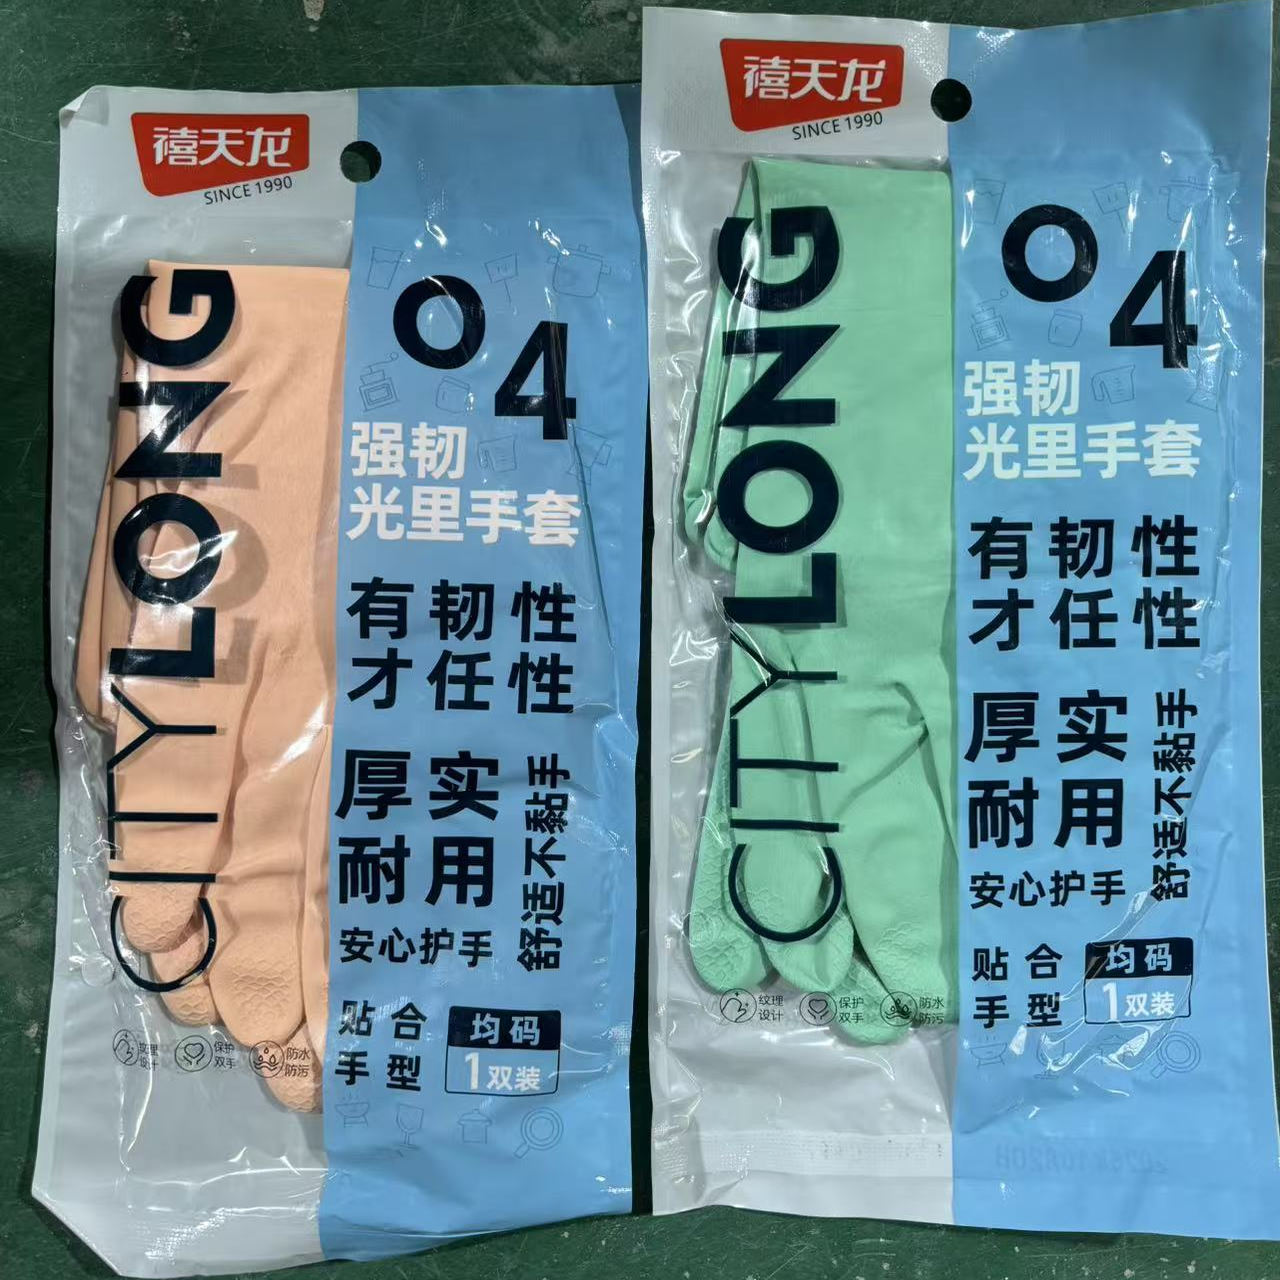 禧天龙
SINCE 1990
CITYLONG
04
强韧
光里手套
有韧性
才任性
厚实
耐用
舒适不黏手
安心护手
贴合
手型
均码
1双装
纹理
设计
保护
双手
防水
防污
禧天龙
SINCE 1990
CITYLONG
04
强韧
光里手套
有韧性
才任性
厚实
耐用
舒适不黏手
安心护手
贴合
手型
均码
1双装
纹理
设计
保护
双手
防水
防污